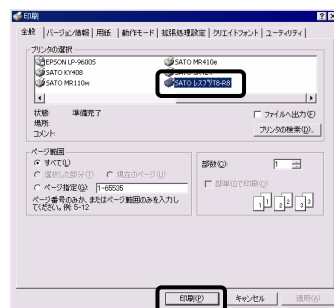 印刷
全般 バージョン情報 用紙 動作モード 拡張処理設定 クリエイトフォント ユーティリティ
プリンタの選択
EPSON LP-9600S
SATO MR410e
SATO KY408
SATO MR110w
SATO レスプリT8-R8
状態: 準備完了
場所:
コメント:
ファイルへ出力(F)
プリンタの検索(D)...
ページ範囲
すべて(L)
選択した部分(T) 現在のページ(U)
ページ指定(G): 1-65535
ページ番号のみか、またはページ範囲のみを入力し
てください。例: 5-12
部数(C): 1
部単位で印刷(O)
1 1 2 2 3 3
印刷(P) キャンセル 適用(A)